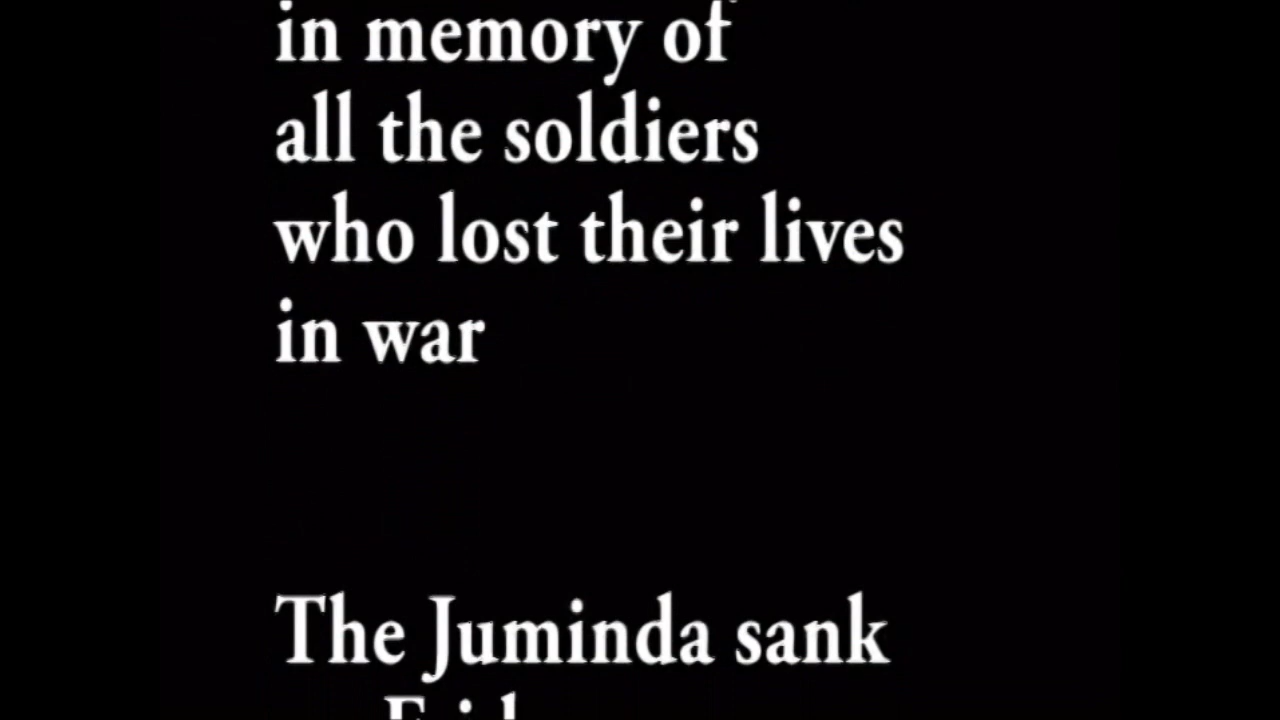 in memory of
all the soldiers
who lost their lives
in war
The Juminda sank